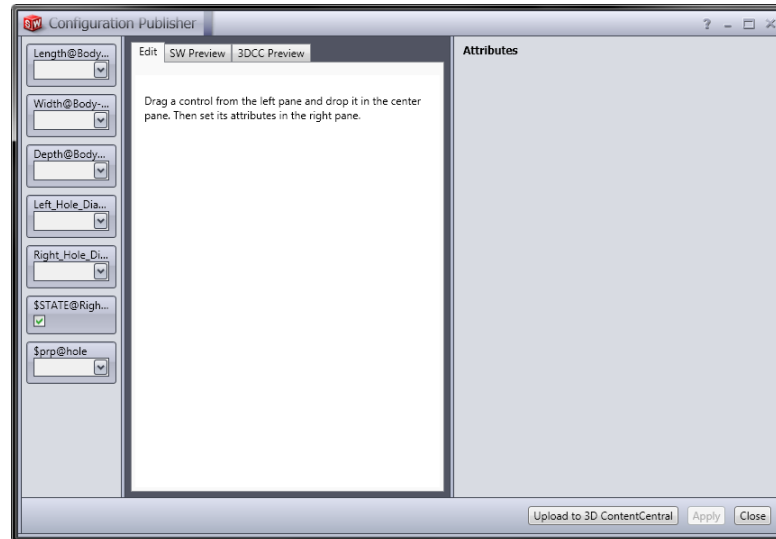 SW Configuration Publisher
?
Length@Body...
Width@Body-...
Depth@Body...
Left_Hole_Dia...
Right_Hole_Di...
$STATE@Righ...
$prp@hole
Edit SW Preview 3DCC Preview
Drag a control from the left pane and drop it in the center
pane. Then set its attributes in the right pane.
Attributes
Upload to 3D ContentCentral Apply Close